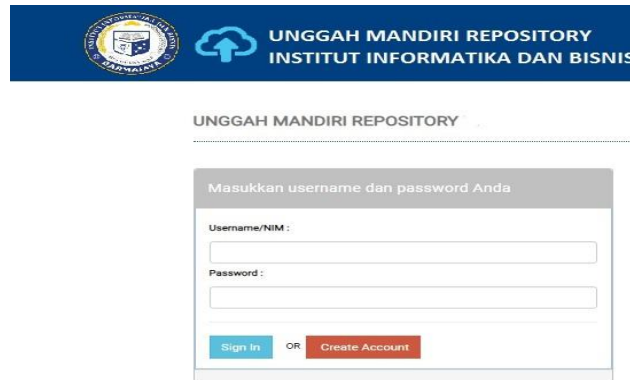 UNGGAH MANDIRI REPOSITORY
INSTITUT INFORMATIKA DAN BISNIS
DARMAJAYA
UNGGAH MANDIRI REPOSITORY
Masukkan username dan password Anda
Username/NIM :
Password :
Sign In OR Create Account